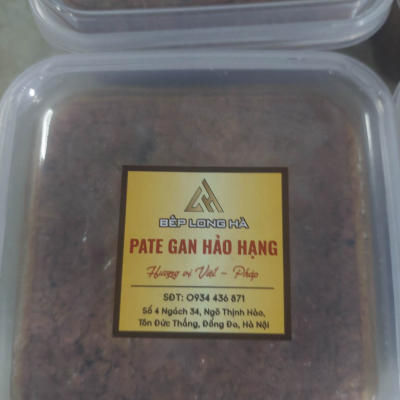 BẾP LONG HÀ
PATE GAN HẢO HẠNG
Hương vị Việt - Pháp
SĐT: 0934 436 871
Số 4 Ngách 34, Ngõ Thịnh Hào,
Tôn Đức Thắng, Đống Đa, Hà Nội